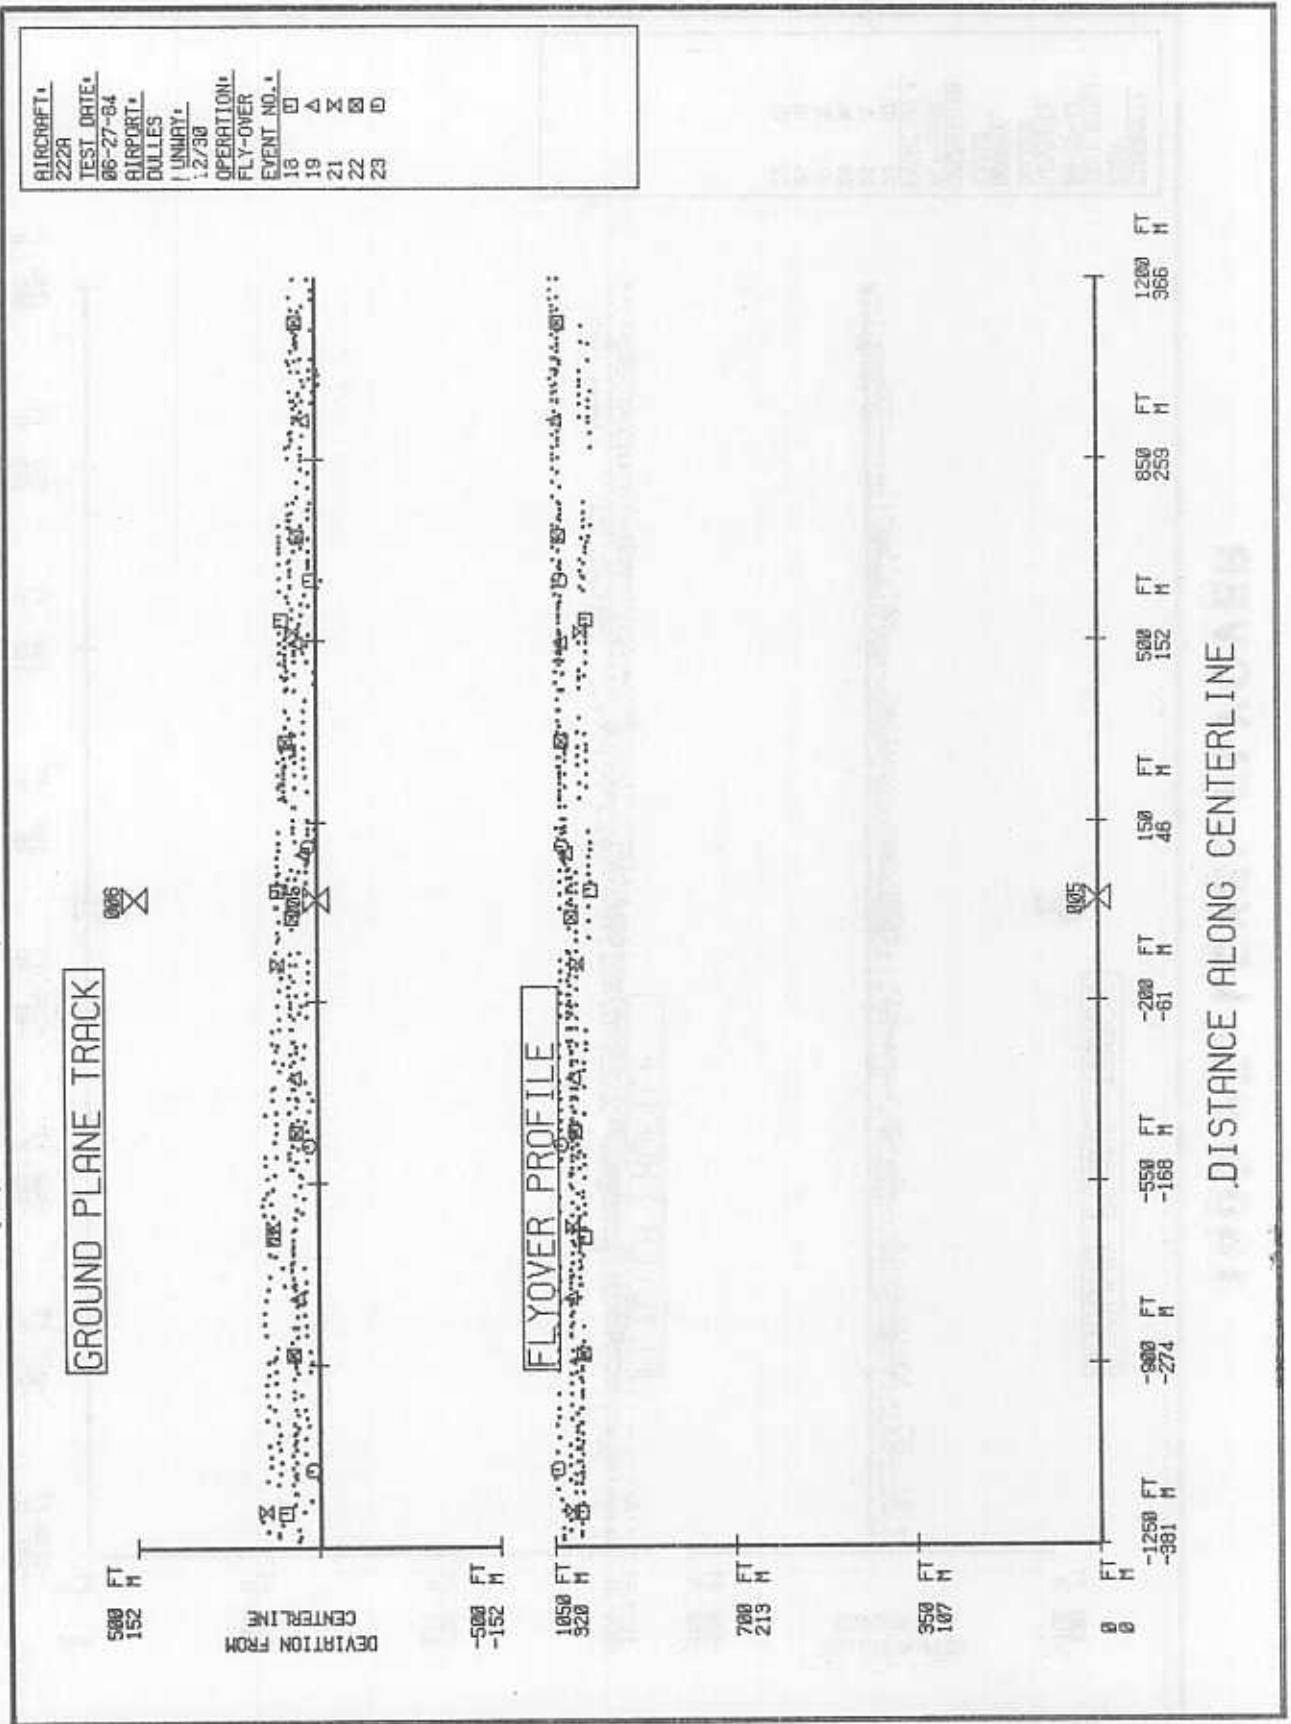 AIRCRAFT:
222A
TEST DATE:
06-27-84
AIRPORT:
DULLES
UNWAY:
12/30
OPERATION:
FLY-OVER
EVENT NO.:
18
19
21
22
23
GROUND PLANE TRACK
006
500 FT
152 M
DEVIATION FROM
CENTERLINE
-500 FT
-152 M
FLYOVER PROFILE
1050 FT
320 M
700 FT
213 M
350 FT
107 M
0 FT
0 M
005
-1250 FT
-381 M
-900 FT
-274 M
-550 FT
-168 M
-200 FT
-61 M
150 FT
46 M
500 FT
152 M
850 FT
259 M
1200 FT
366 M
DISTANCE ALONG CENTERLINE